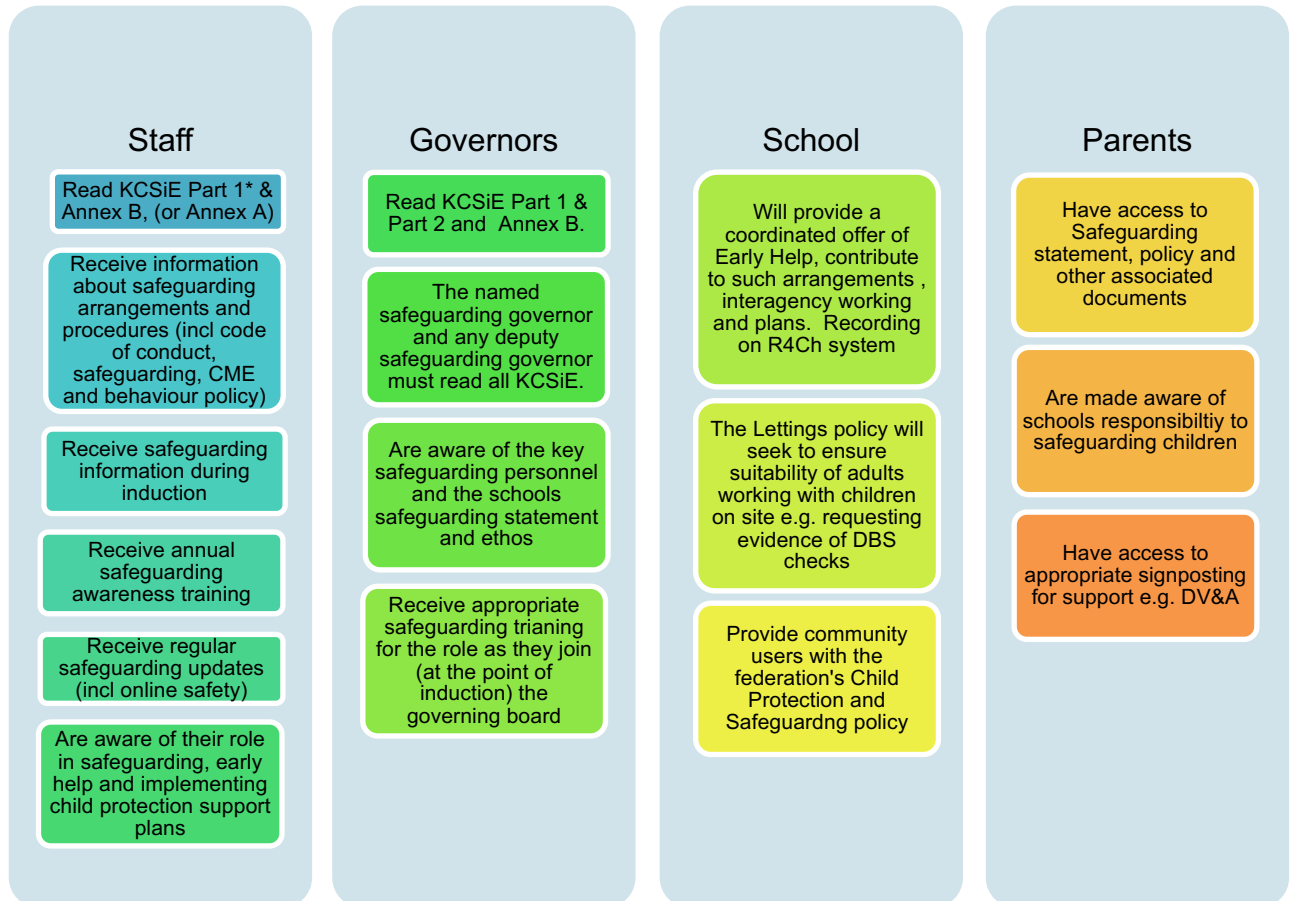 Staff
Read KCSiE Part 1* &
Annex B, (or Annex A)
Receive information
about safeguarding
arrangements and
procedures (incl code
of conduct,
safeguarding, CME
and behaviour policy)
Receive safeguarding
information during
induction
Receive annual
safeguarding
awareness training
Receive regular
safeguarding updates
(incl online safety)
Are aware of their role
in safeguarding, early
help and implementing
child protection support
plans
Governors
Read KCSiE Part 1 &
Part 2 and Annex B.
The named
safeguarding governor
and any deputy
safeguarding governor
must read all KCSiE.
Are aware of the key
safeguarding personnel
and the schools
safeguarding statement
and ethos
Receive appropriate
safeguarding trianing
for the role as they join
(at the point of
induction) the
governing board
School
Will provide a
coordinated offer of
Early Help, contribute
to such arrangements ,
interagency working
and plans. Recording
on R4Ch system
The Lettings policy will
seek to ensure
suitability of adults
working with children
on site e.g. requesting
evidence of DBS
checks
Provide community
users with the
federation's Child
Protection and
Safeguardng policy
Parents
Have access to
Safeguarding
statement, policy and
other associated
documents
Are made aware of
schools responsibiltiy to
safeguarding children
Have access to
appropriate signposting
for support e.g. DV&A